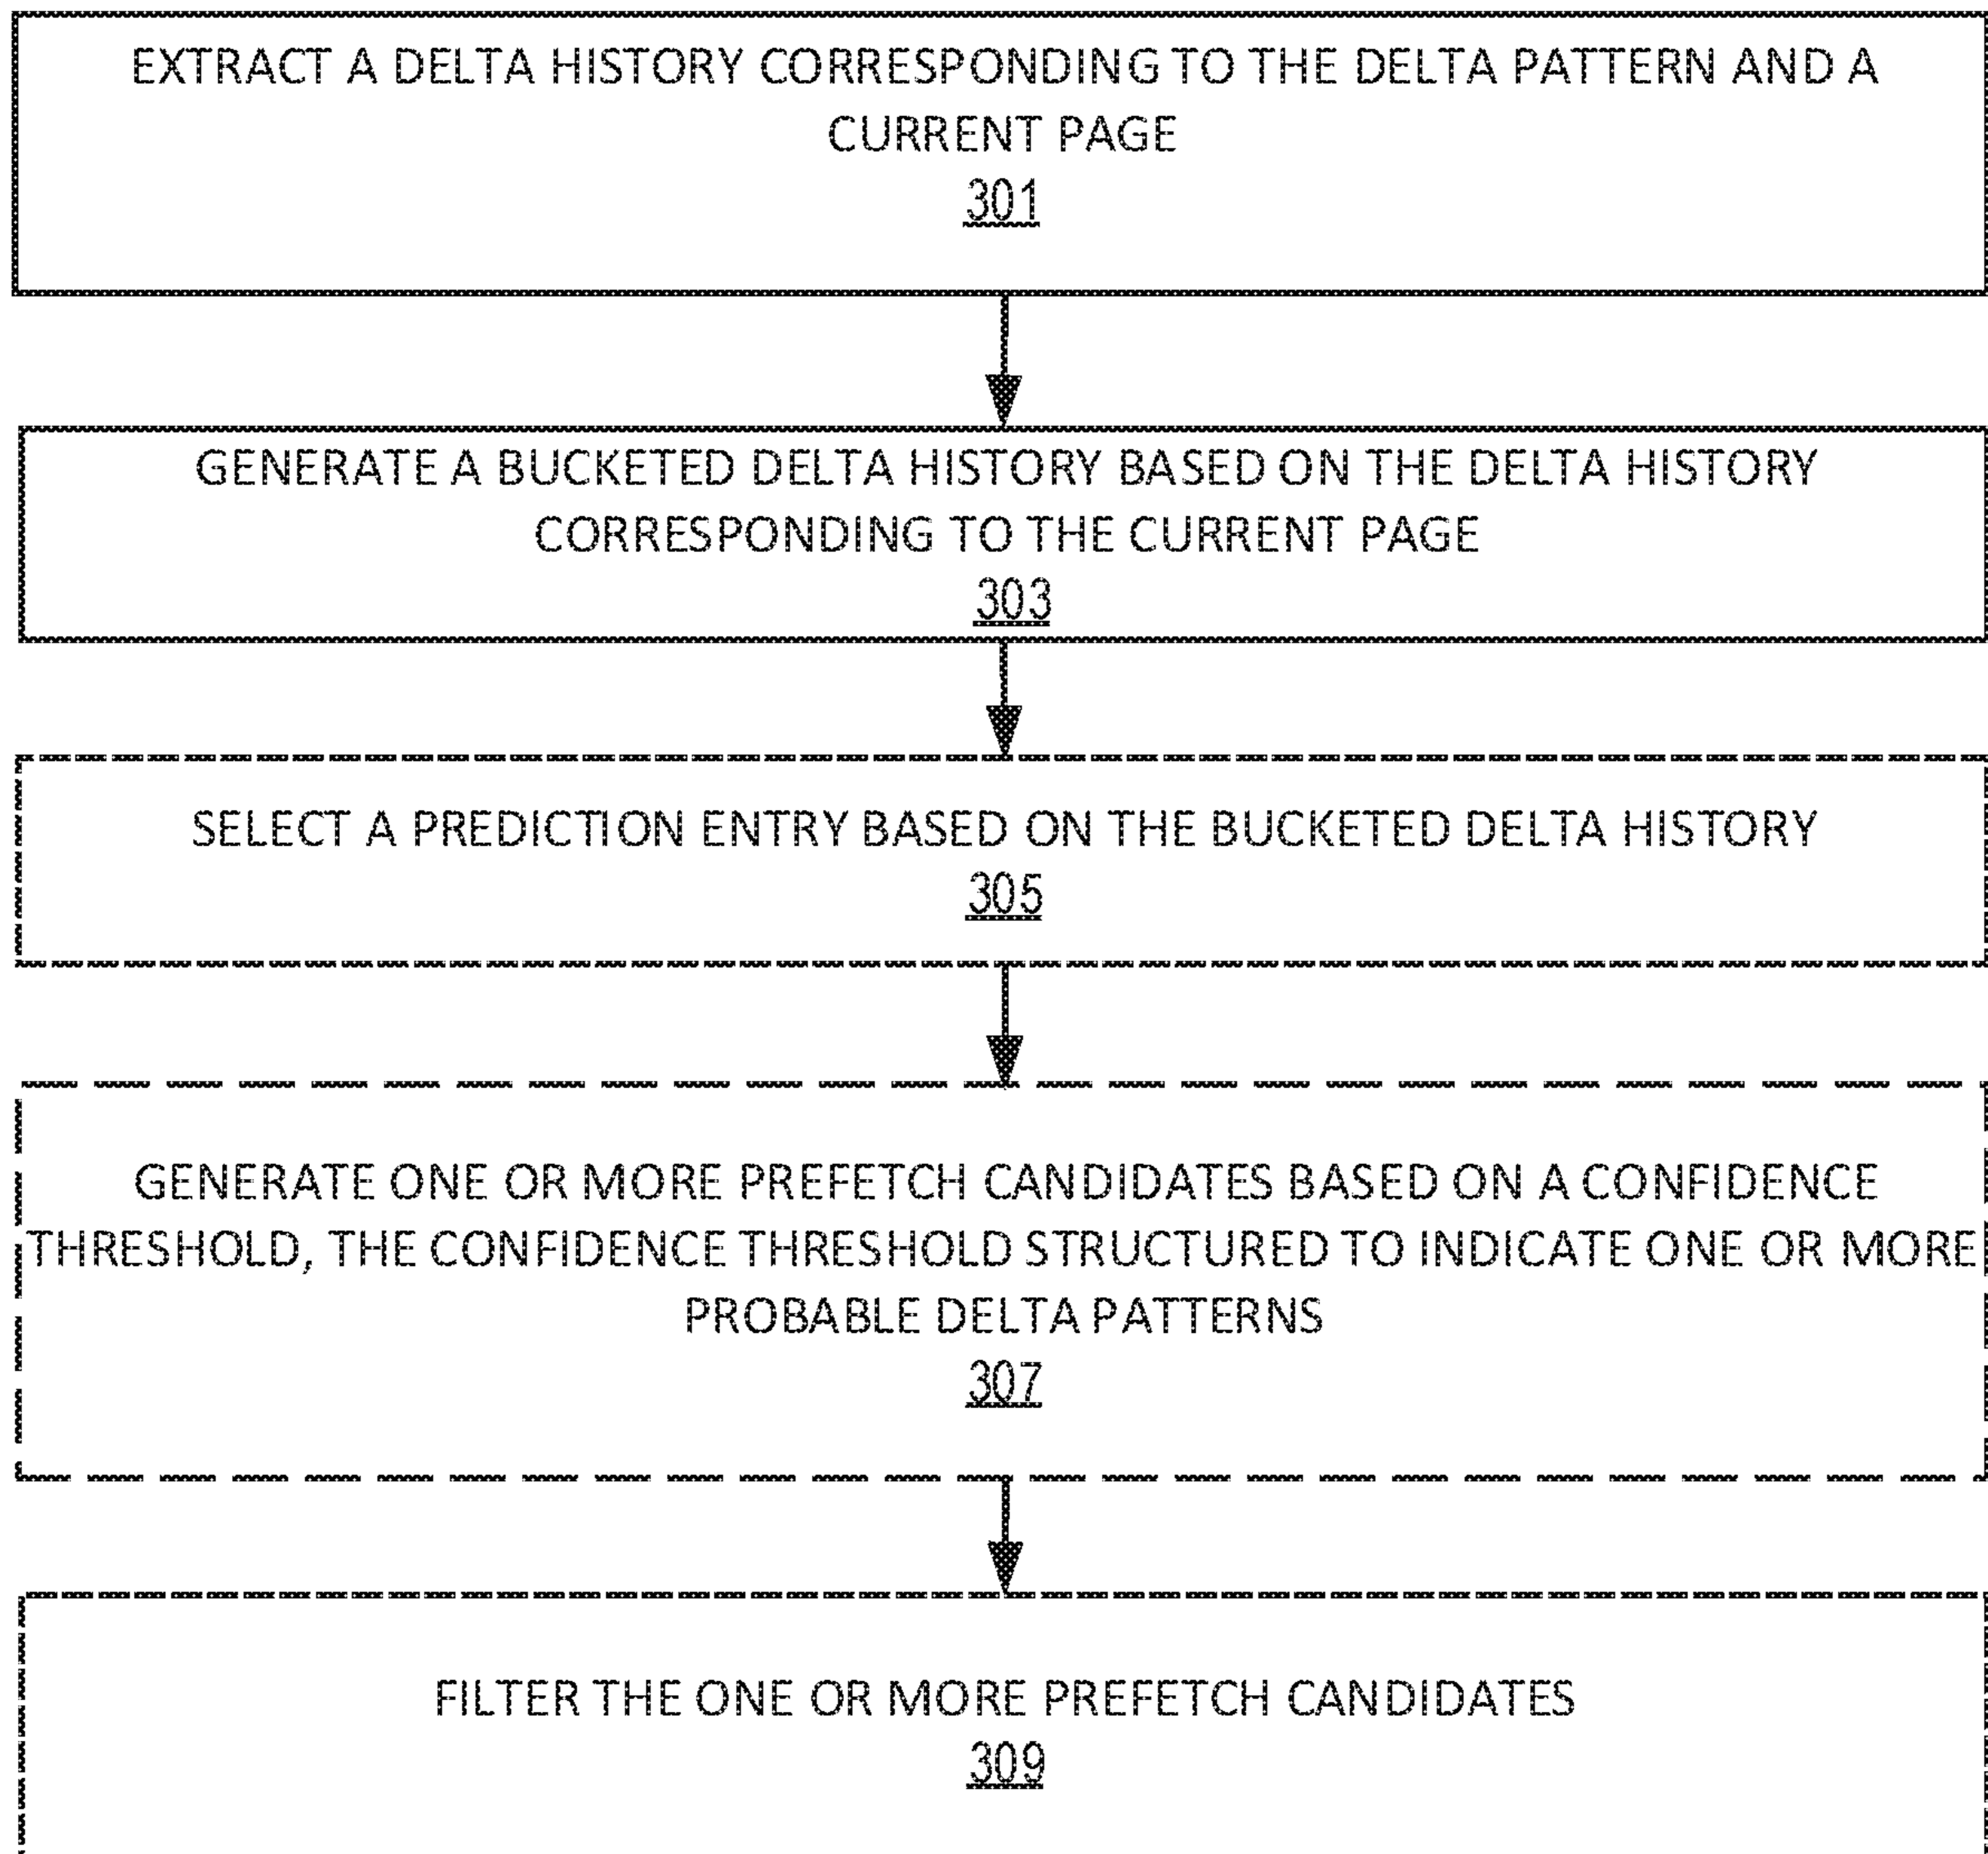 EXTRACT A DELTA HISTORY CORRESPONDING TO THE DELTA PATTERN AND A
CURRENT PAGE
301
GENERATE A BUCKETED DELTA HISTORY BASED ON THE DELTA HISTORY
CORRESPONDING TO THE CURRENT PAGE
303
SELECT A PREDICTION ENTRY BASED ON THE BUCKETED DELTA HISTORY
305
GENERATE ONE OR MORE PREFETCH CANDIDATES BASED ON A CONFIDENCE
THRESHOLD, THE CONFIDENCE THRESHOLD STRUCTURED TO INDICATE ONE OR MORE
PROBABLE DELTA PATTERNS
307
FILTER THE ONE OR MORE PREFETCH CANDIDATES
309